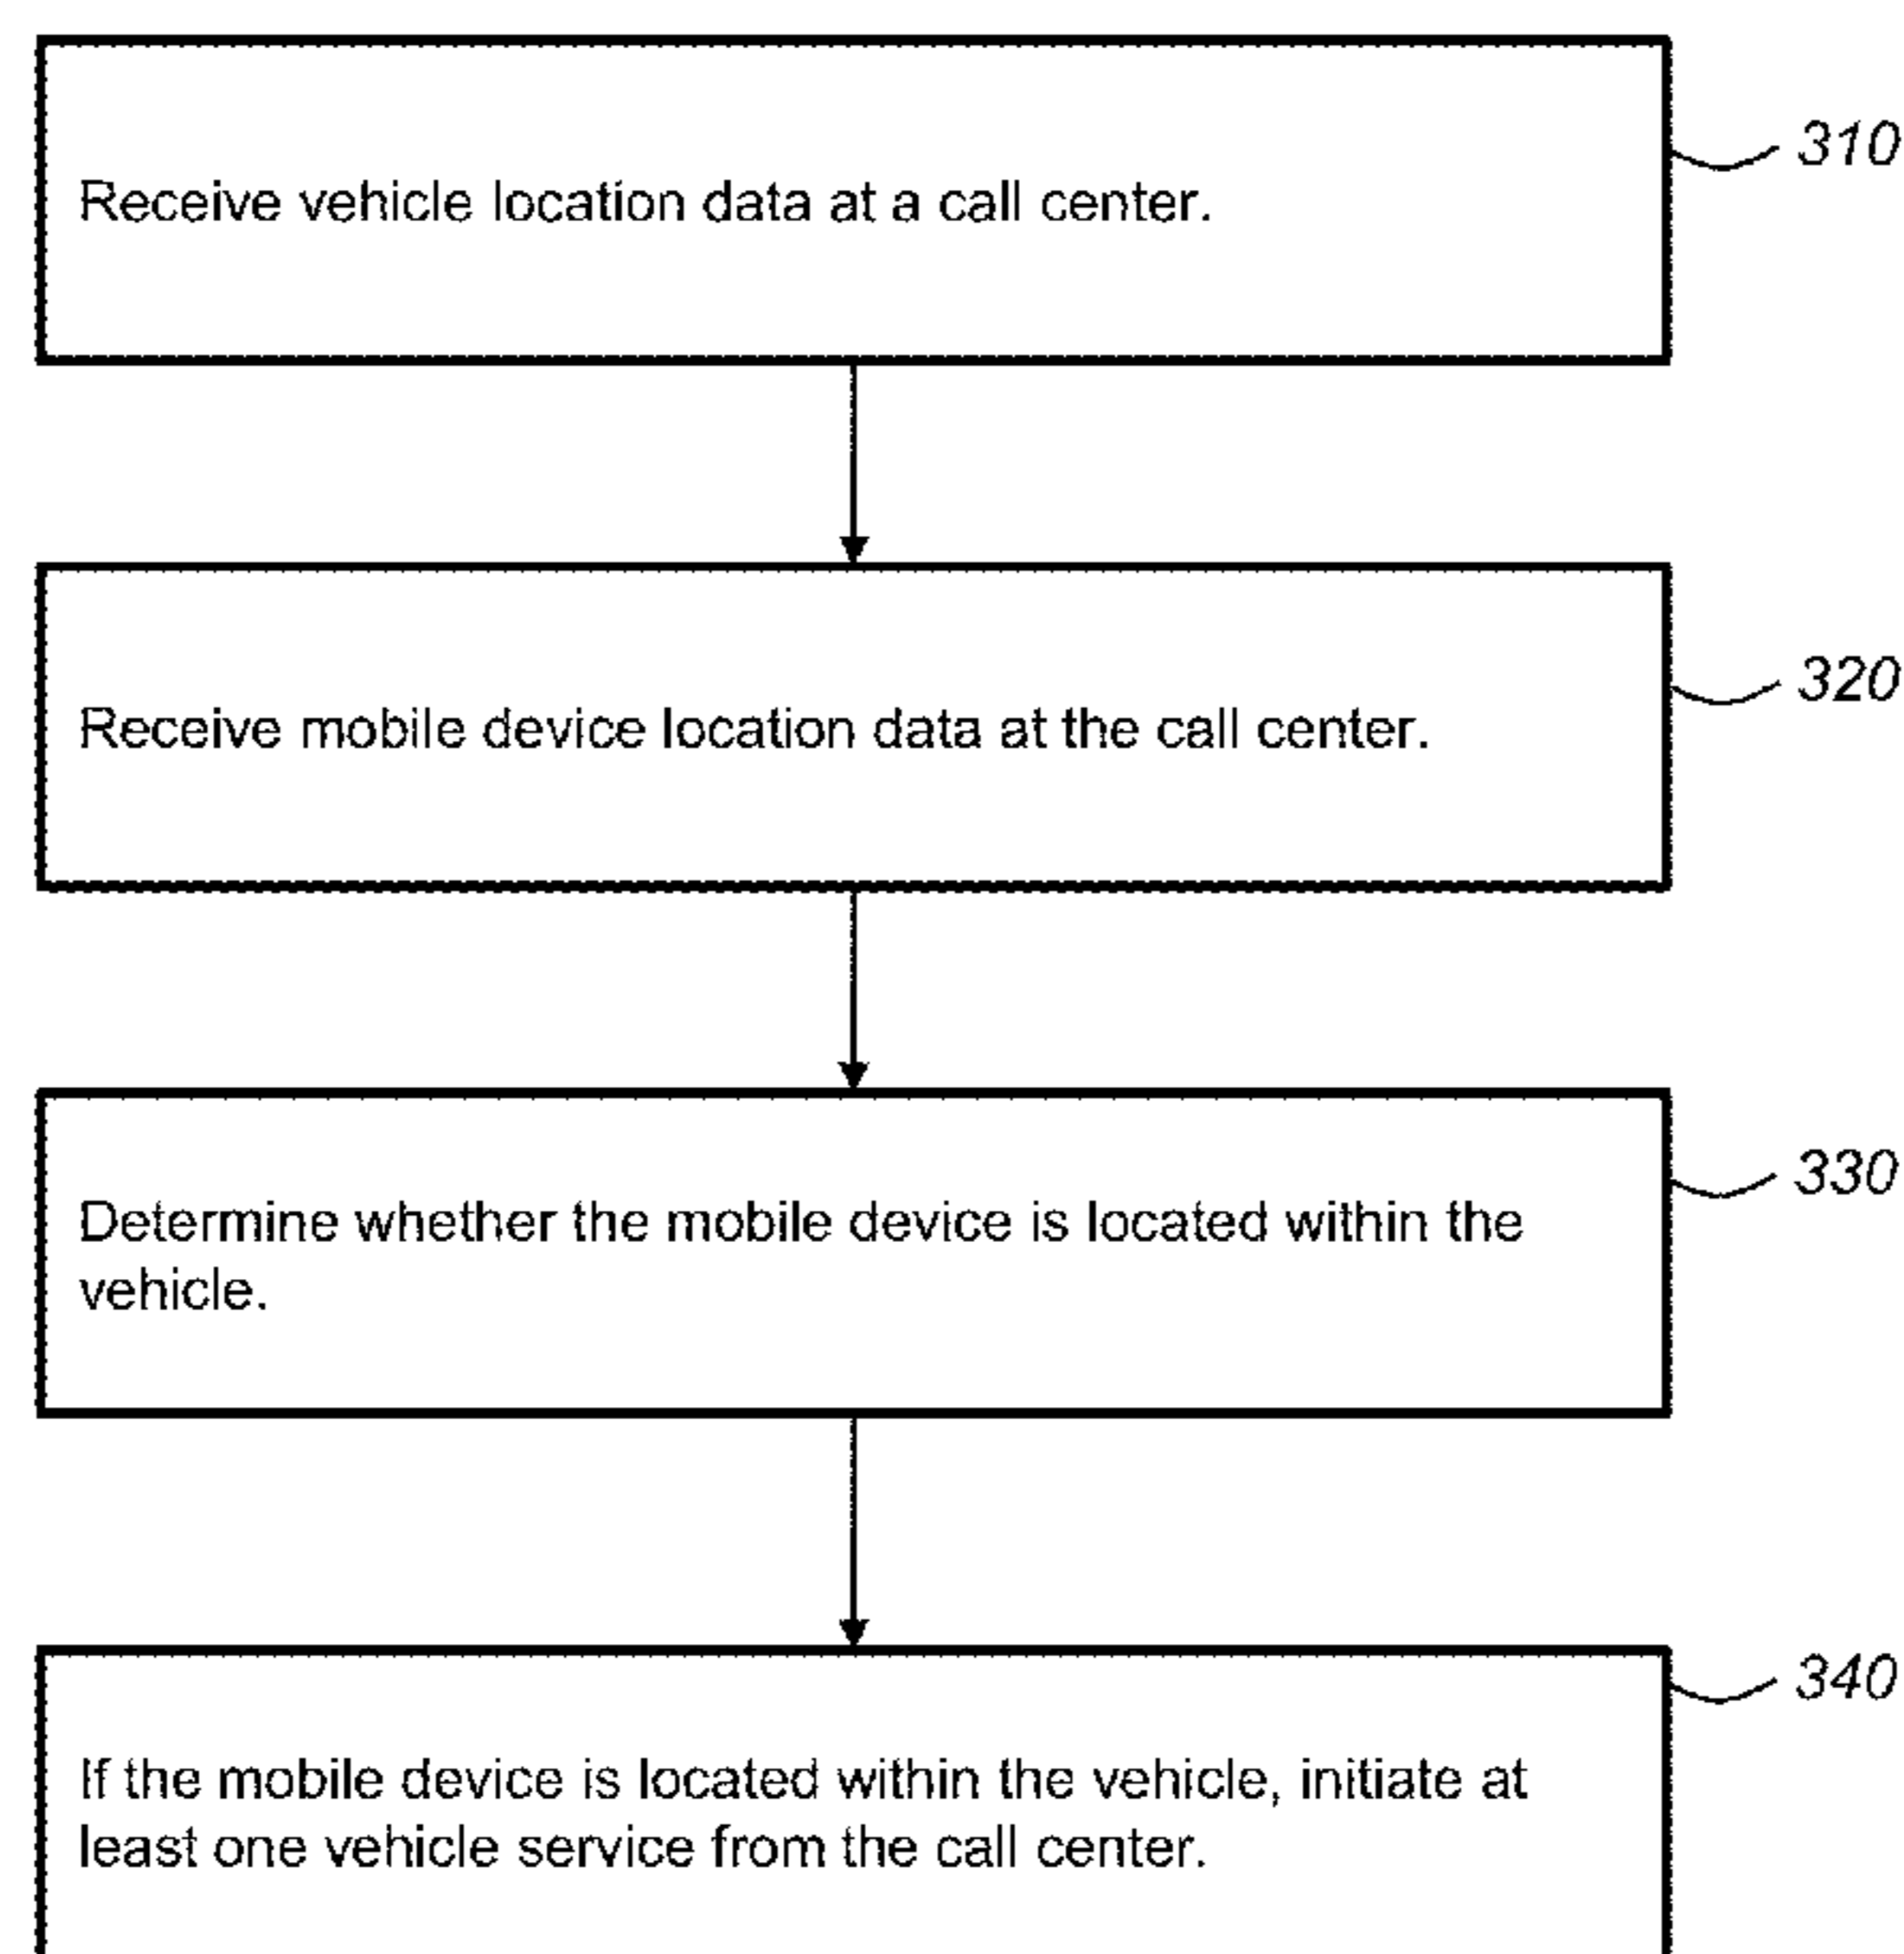 310
Receive vehicle location data at a call center.
320
Receive mobile device location data at the call center.
330
Determine whether the mobile device is located within the
vehicle.
340
If the mobile device is located within the vehicle, initiate at
least one vehicle service from the call center.